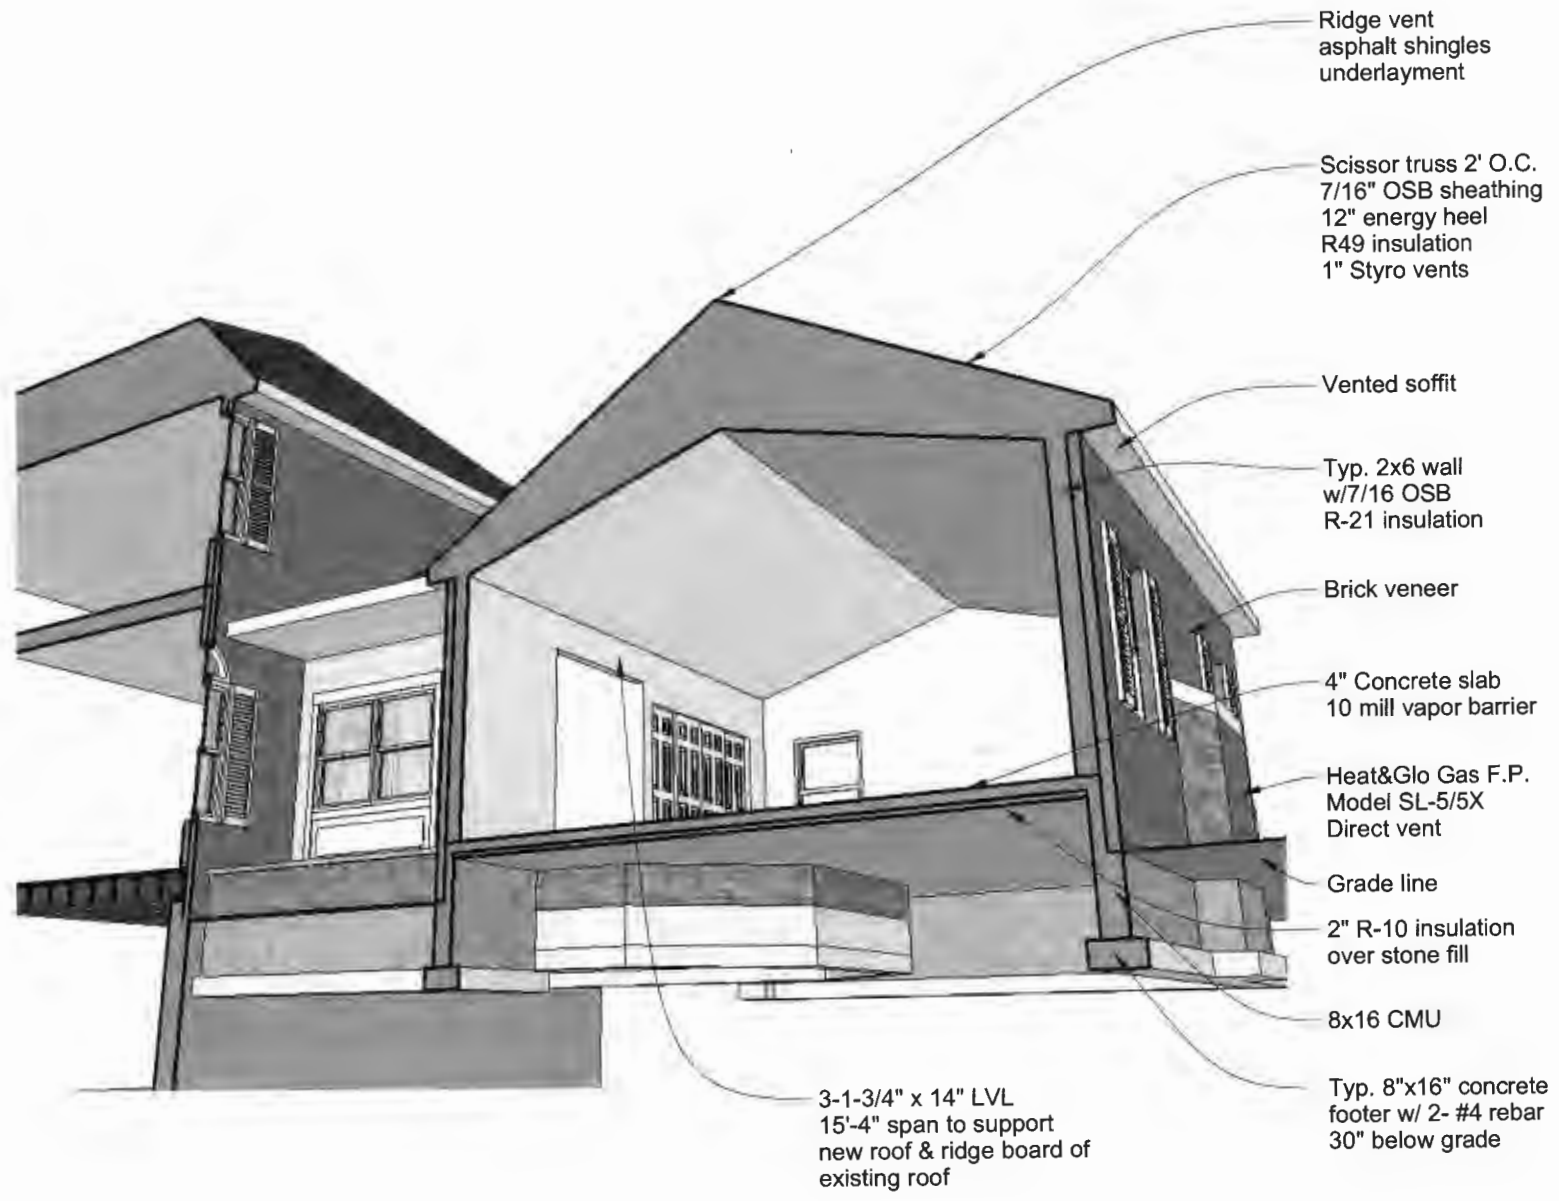 Ridge vent
asphalt shingles
underlayment
Scissor truss 2' O.C.
7/16" OSB sheathing
12" energy heel
R49 insulation
1" Styro vents
Vented soffit
Typ. 2x6 wall
w/7/16 OSB
R-21 insulation
Brick veneer
4" Concrete slab
10 mill vapor barrier
Heat&Glo Gas F.P.
Model SL-5/5X
Direct vent
Grade line
2" R-10 insulation
over stone fill
8x16 CMU
Typ. 8"x16" concrete
footer w/ 2- #4 rebar
30" below grade
3-1-3/4" x 14" LVL
15'-4" span to support
new roof & ridge board of
existing roof